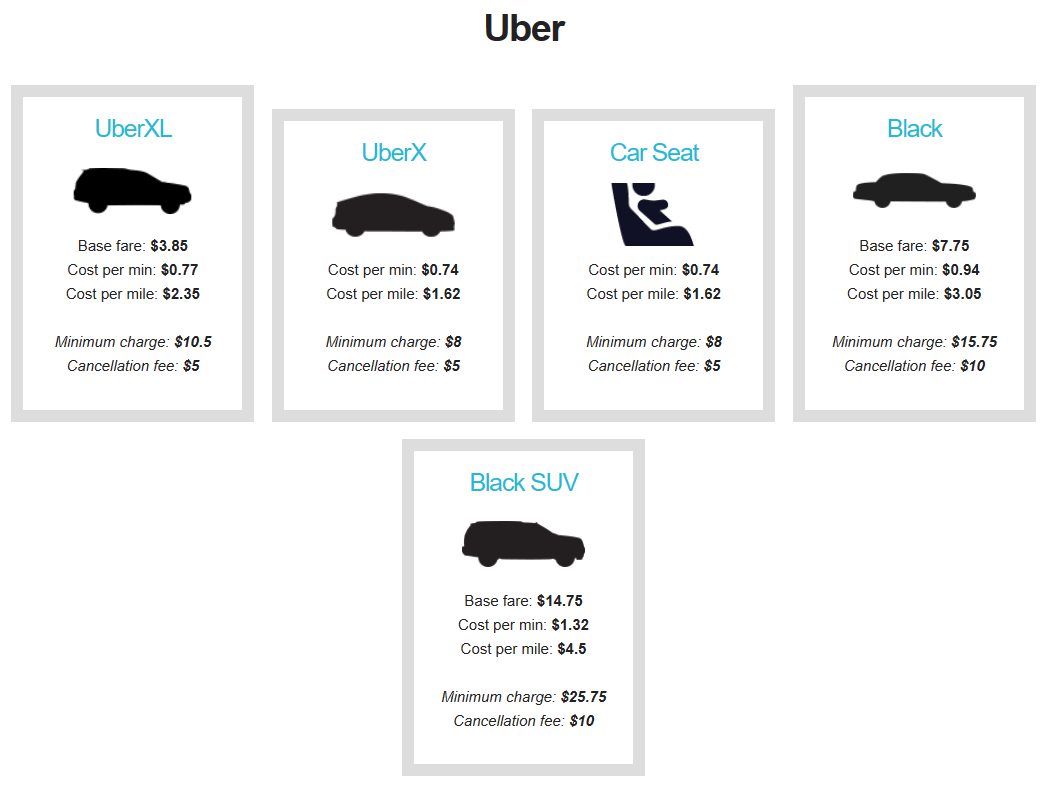 Uber
UberXL
Base fare: $3.85
Cost per min: $0.77
Cost per mile: $2.35
Minimum charge: $10.5
Cancellation fee: $5
UberX
Cost per min: $0.74
Cost per mile: $1.62
Minimum charge: $8
Cancellation fee: $5
Car Seat
Cost per min: $0.74
Cost per mile: $1.62
Minimum charge: $8
Cancellation fee: $5
Black
Base fare: $7.75
Cost per min: $0.94
Cost per mile: $3.05
Minimum charge: $15.75
Cancellation fee: $10
Black SUV
Base fare: $14.75
Cost per min: $1.32
Cost per mile: $4.5
Minimum charge: $25.75
Cancellation fee: $10